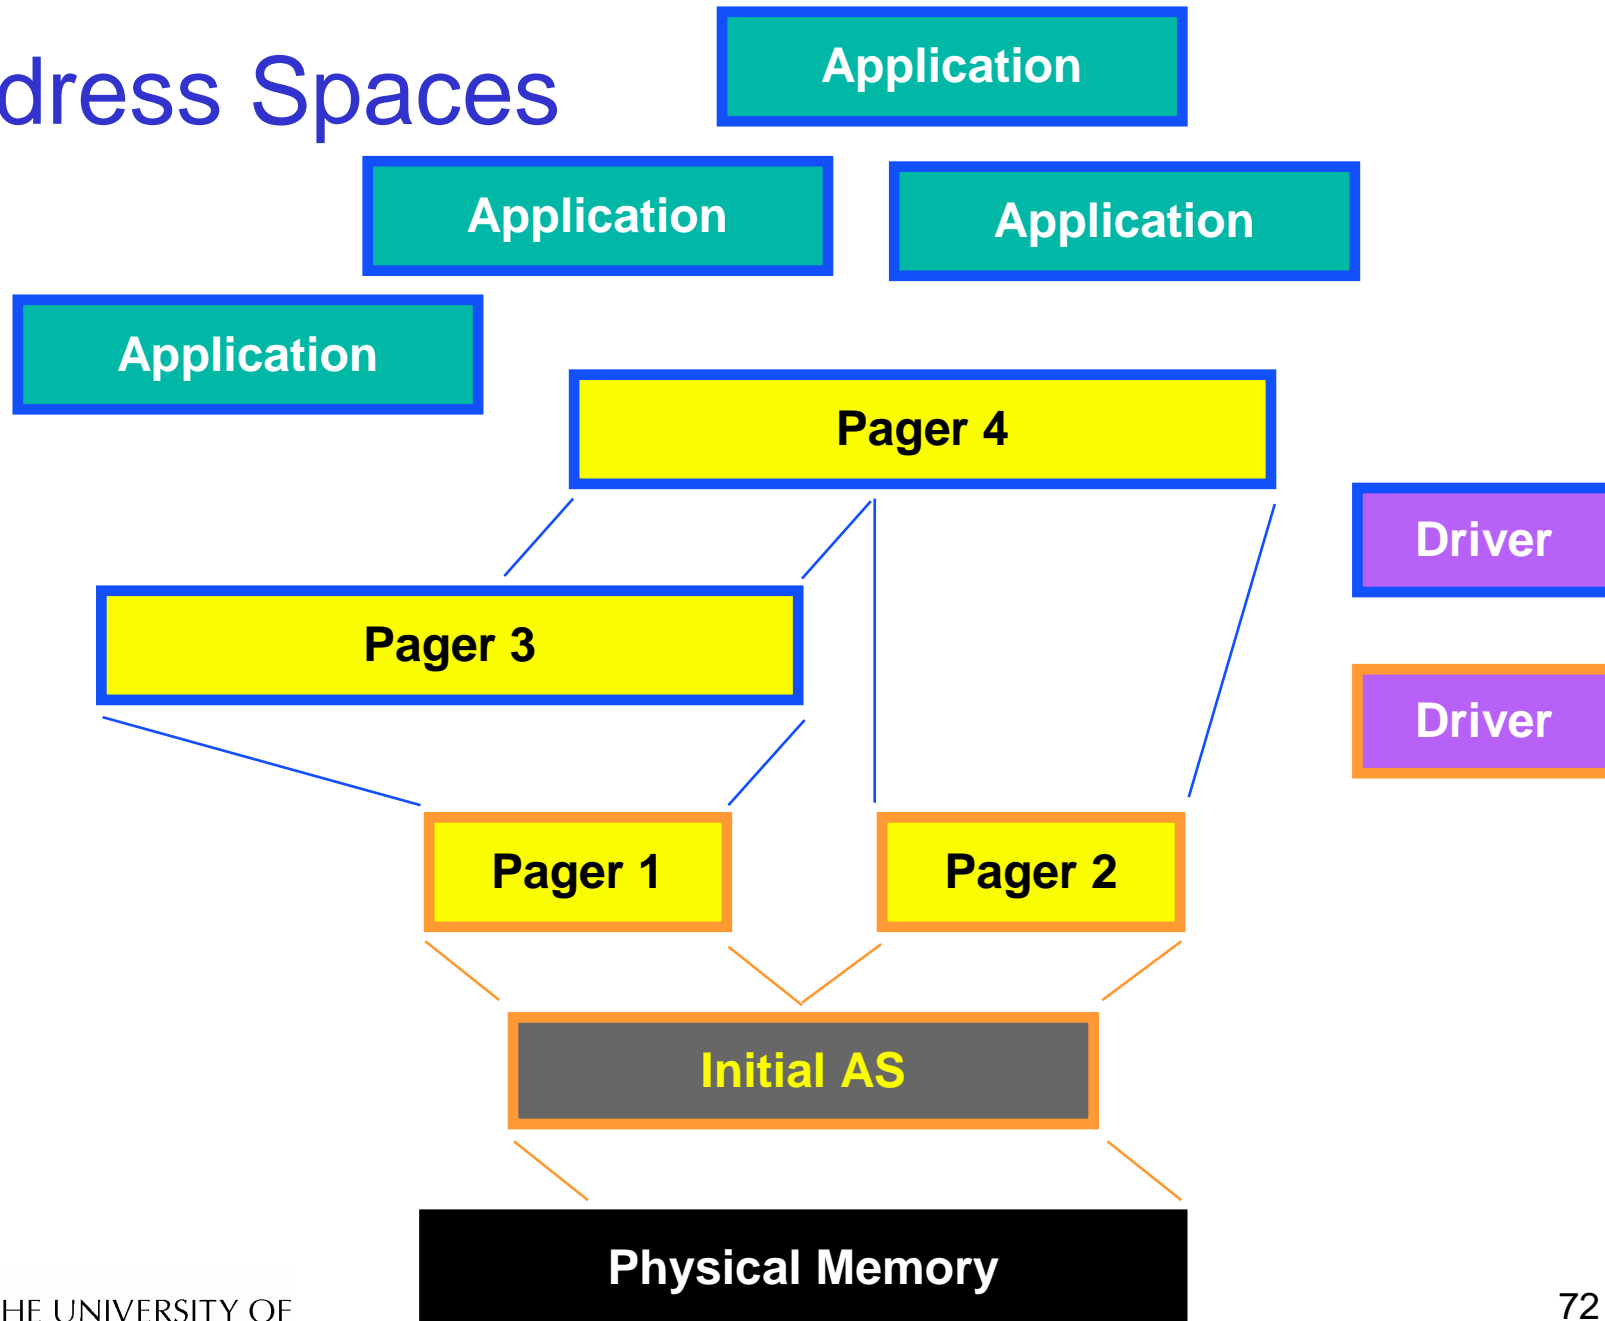 dress Spaces
Application
Application
Application
Application
Pager 4
Driver
Pager 3
Driver
Pager 1
Pager 2
Initial AS
Physical Memory
HE UNIVERSITY OF
72